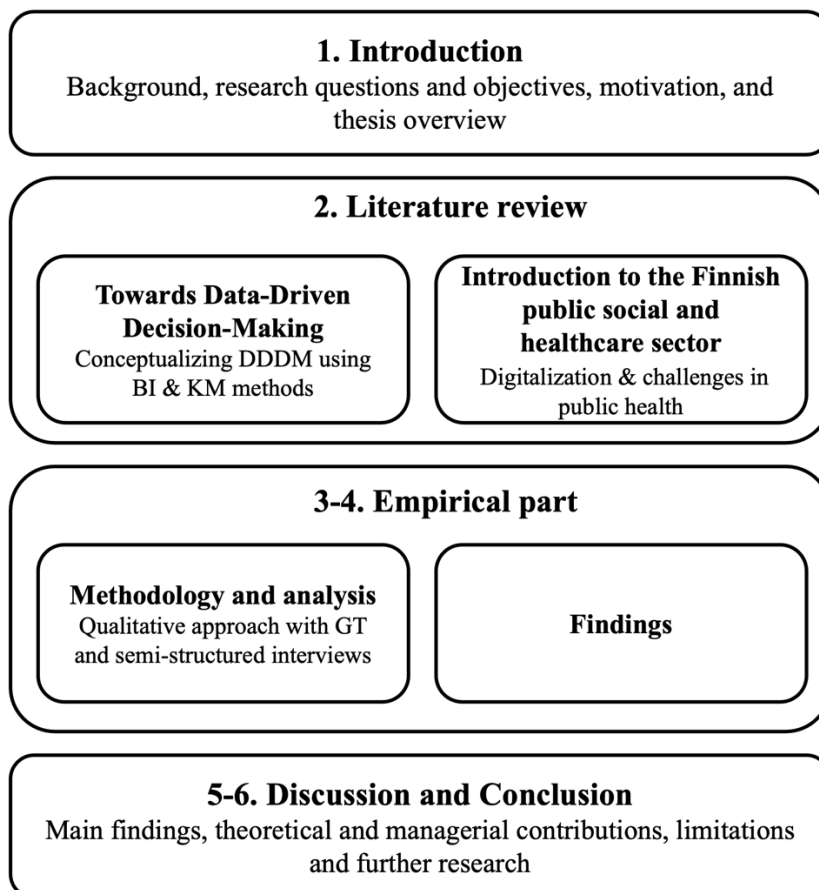 1. Introduction
Background, research questions and objectives, motivation, and
thesis overview
2. Literature review
Towards Data-Driven
Decision-Making
Conceptualizing DDDM using
BI & KM methods
Introduction to the Finnish
public social and
healthcare sector
Digitalization & challenges in
public health
3-4. Empirical part
Methodology and analysis
Qualitative approach with GT
and semi-structured interviews
Findings
5-6. Discussion and Conclusion
Main findings, theoretical and managerial contributions, limitations
and further research